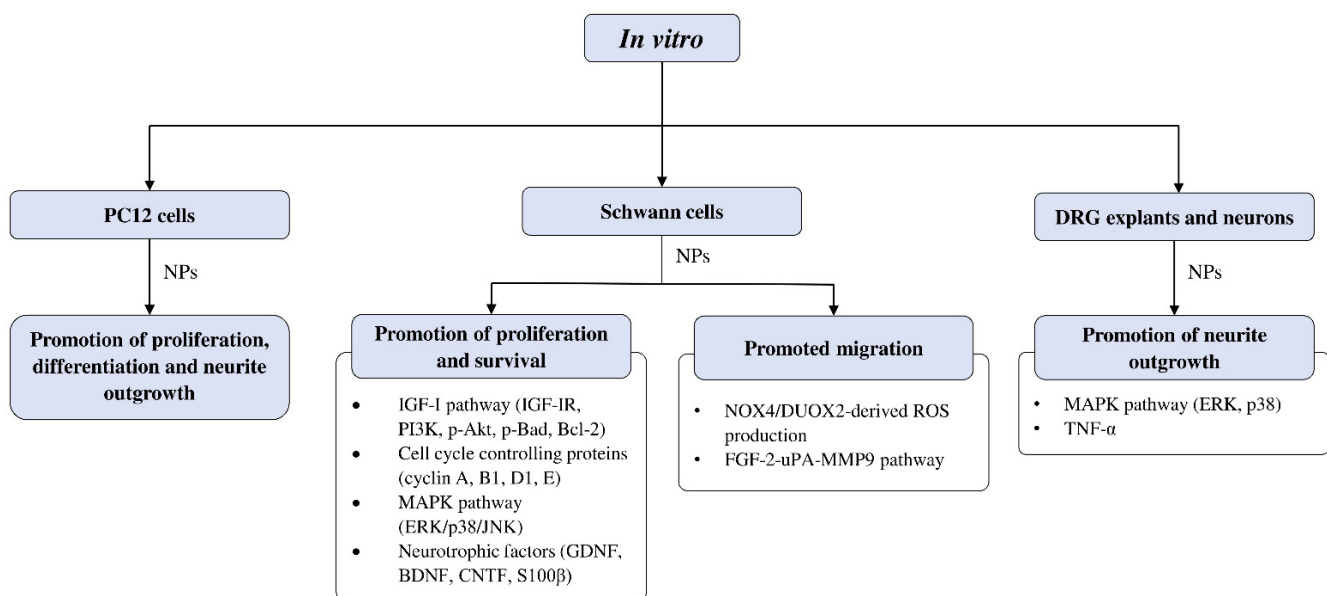 In vitro
PC12 cells
NPs
Promotion of proliferation,
differentiation and neurite
outgrowth
Schwann cells
NPs
Promotion of proliferation
and survival
• IGF-I pathway (IGF-IR,
PI3K, p-Akt, p-Bad, Bcl-2)
• Cell cycle controlling proteins
(cyclin A, B1, D1, E)
• MAPK pathway
(ERK/p38/JNK)
• Neurotrophic factors (GDNF,
BDNF, CNTF, S100β)
Promoted migration
• NOX4/DUOX2-derived ROS
production
• FGF-2-uPA-MMP9 pathway
DRG explants and neurons
NPs
Promotion of neurite
outgrowth
• MAPK pathway (ERK, p38)
• TNF-α